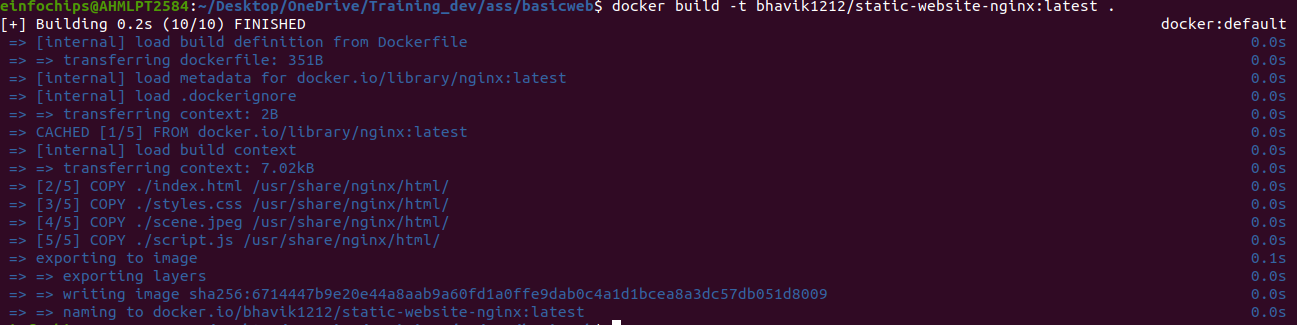 einfochips@AHMLPT2584:~/Desktop/OneDrive/Training_dev/ass/basicweb$ docker build -t bhavik1212/static-website-nginx:latest .
[+] Building 0.2s (10/10) FINISHED docker:default
=> [internal] load build definition from Dockerfile 0.0s
=> => transferring dockerfile: 351B 0.0s
=> [internal] load metadata for docker.io/library/nginx:latest 0.0s
=> [internal] load .dockerignore 0.0s
=> => transferring context: 2B 0.0s
=> CACHED [1/5] FROM docker.io/library/nginx:latest 0.0s
=> [internal] load build context 0.0s
=> => transferring context: 7.02kB 0.0s
=> [2/5] COPY ./index.html /usr/share/nginx/html/ 0.0s
=> [3/5] COPY ./styles.css /usr/share/nginx/html/ 0.0s
=> [4/5] COPY ./scene.jpeg /usr/share/nginx/html/ 0.0s
=> [5/5] COPY ./script.js /usr/share/nginx/html/ 0.0s
=> exporting to image 0.1s
=> => exporting layers 0.0s
=> => writing image sha256:6714447b9e20e44a8aab9a60fd1a0ffe9dab0c4a1d1bcea8a3dc57db051d8009 0.0s
=> => naming to docker.io/bhavik1212/static-website-nginx:latest 0.0s